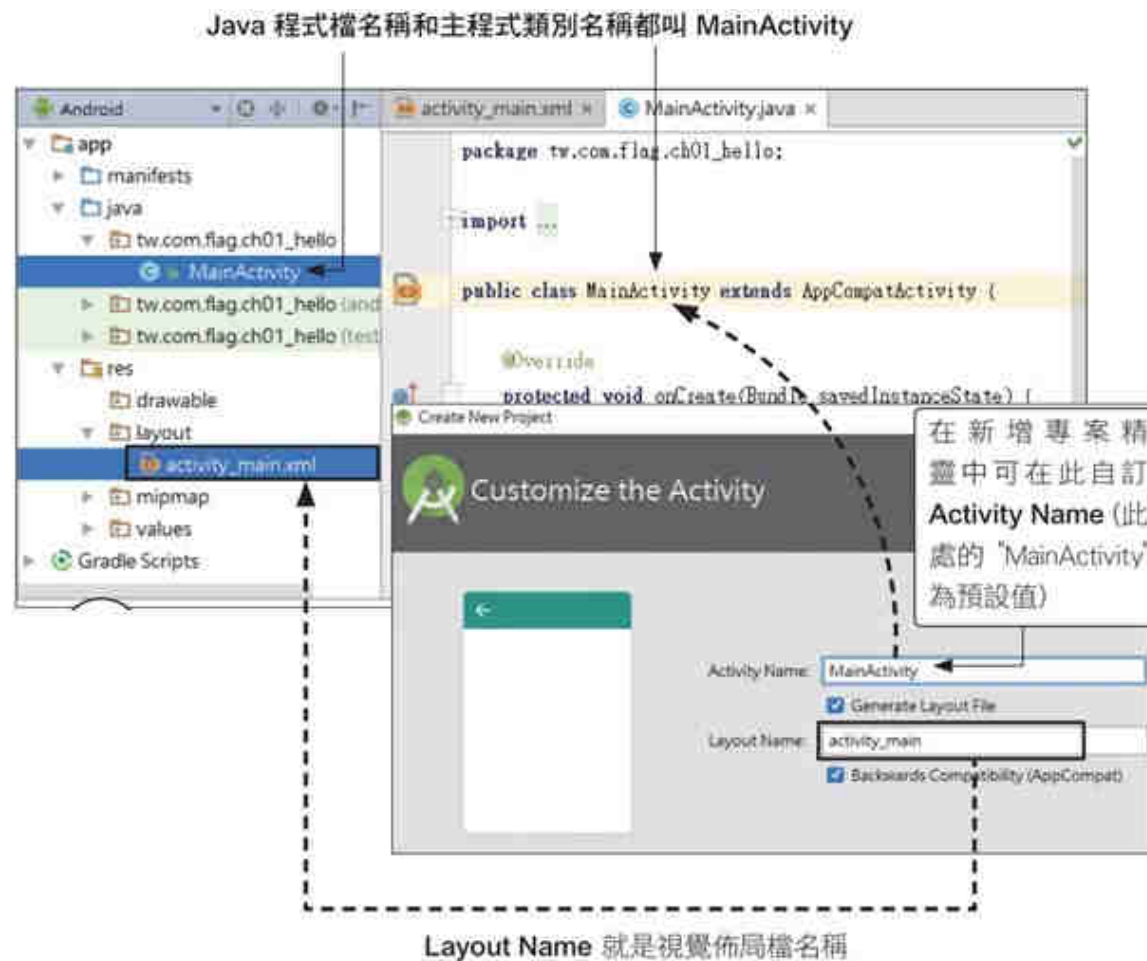 Java 程式檔名稱和主程式類別名稱都叫 MainActivity
Android
activity_main.xml
MainActivity.java
app
manifests
java
tw.com.flag.ch01_hello
MainActivity
tw.com.flag.ch01_hello (and
tw.com.flag.ch01_hello (test
res
drawable
layout
activity_main.xml
mipmap
values
Gradle Scripts
package tw.com.flag.ch01_hello;
import ...
public class MainActivity extends AppCompatActivity {
@Override
protected void onCreate(Bundle savedInstanceState) {
Create New Project
Customize the Activity
在新增專案精
靈中可在此自訂
Activity Name (此
處的 "MainActivity"
為預設值)
Activity Name: MainActivity
Generate Layout File
Layout Name: activity_main
Backwards Compatibility (AppCompat)
Layout Name 就是視覺佈局檔名稱